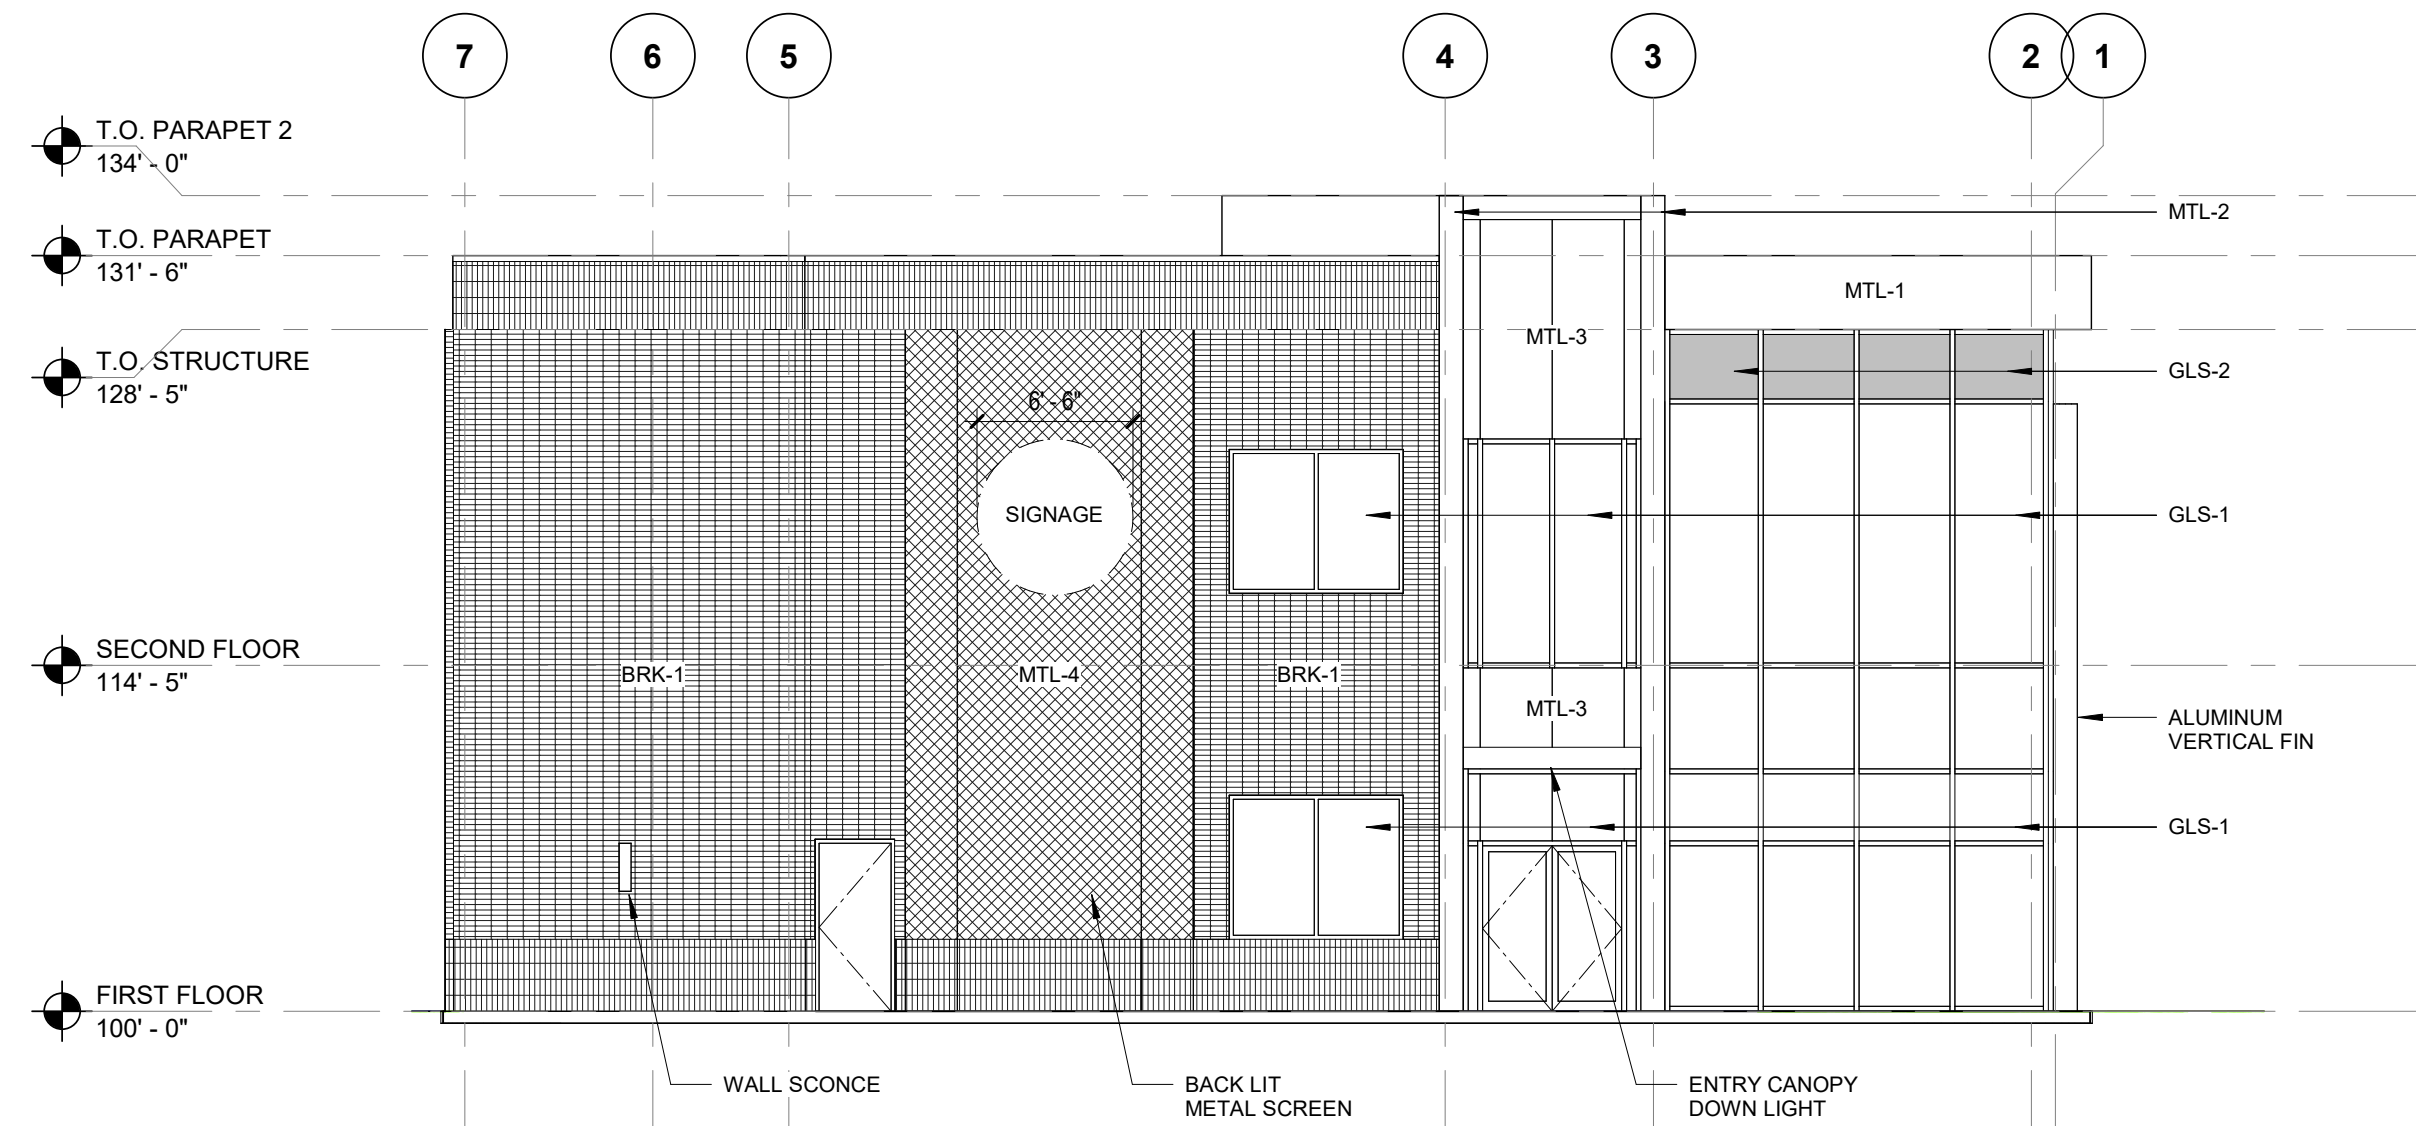 7
6
5
4
3
2
1
T.O. PARAPET 2
134' - 0"
MTL-2
T.O. PARAPET
131' - 6"
MTL-1
MTL-3
T.O. STRUCTURE
128' - 5"
GLS-2
6' - 6"
SIGNAGE
GLS-1
SECOND FLOOR
114' - 5"
BRK-1
MTL-4
BRK-1
MTL-3
ALUMINUM
VERTICAL FIN
GLS-1
FIRST FLOOR
100' - 0"
WALL SCONCE
BACK LIT
METAL SCREEN
ENTRY CANOPY
DOWN LIGHT